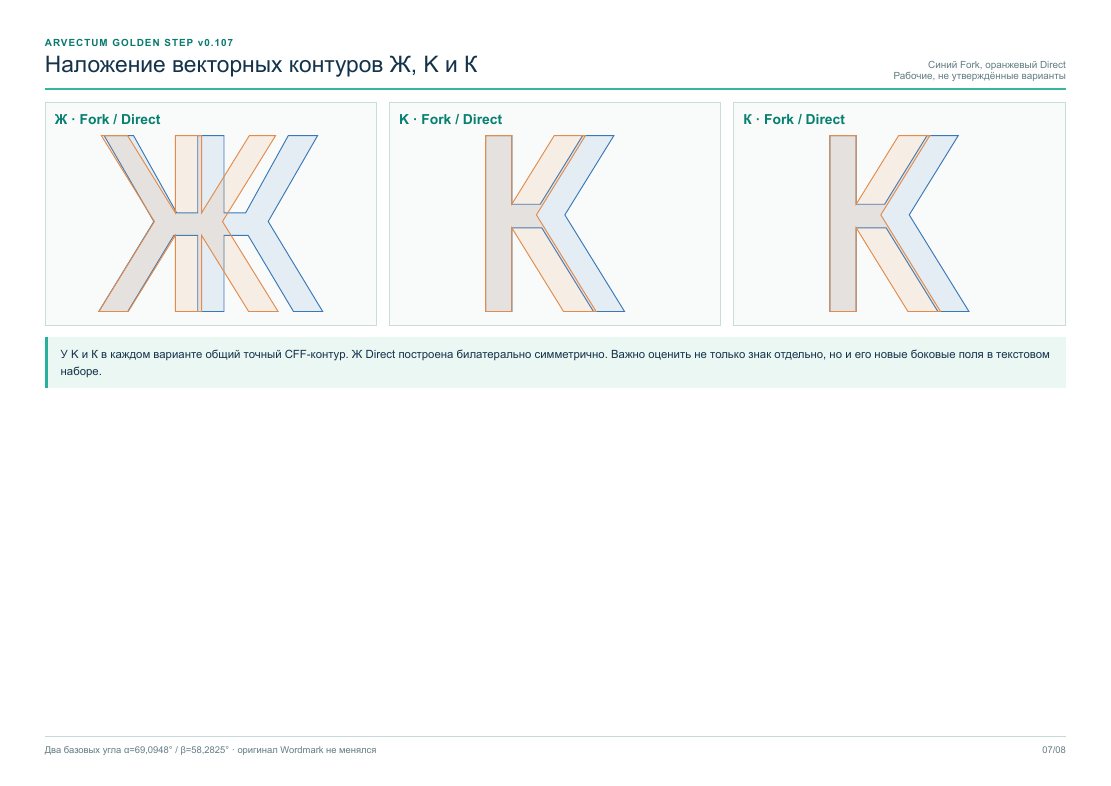 ARVECTUM GOLDEN STEP v0.107
Наложение векторных контуров Ж, K и К
Синий Fork, оранжевый Direct
Рабочие, не утверждённые варианты
Ж · Fork / Direct
K · Fork / Direct
К · Fork / Direct
Ж
K
К
У K и К в каждом варианте общий точный CFF-контур. Ж Direct построена билатерально симметрично. Важно оценить не только знак отдельно, но и его новые боковые поля в текстовом
наборе.
Два базовых угла α=69,0948° / β=58,2825° · оригинал Wordmark не менялся
07/08